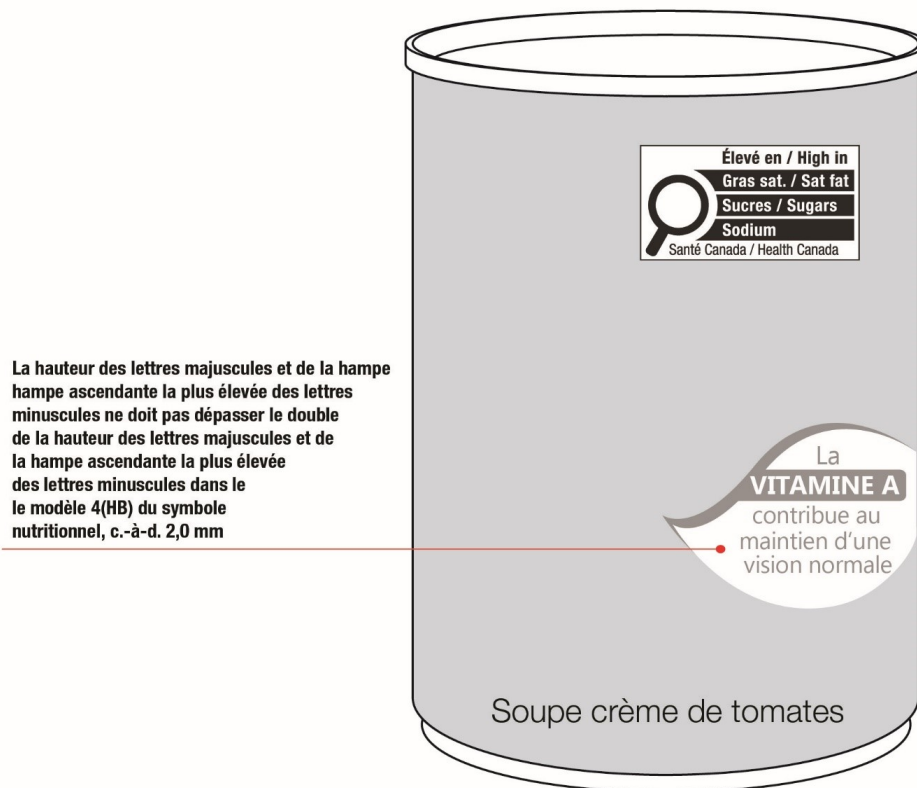 Élevé en / High in
Gras sat. / Sat fat
Sucres / Sugars
Sodium
Santé Canada / Health Canada
La hauteur des lettres majuscules et de la hampe
hampe ascendante la plus élevée des lettres
minuscules ne doit pas dépasser le double
de la hauteur des lettres majuscules et de
la hampe ascendante la plus élevée
des lettres minuscules dans le
le modèle 4(HB) du symbole
nutritionnel, c.-à-d. 2,0 mm
La
VITAMINE A
contribue au
maintien d'une
vision normale
Soupe crème de tomates